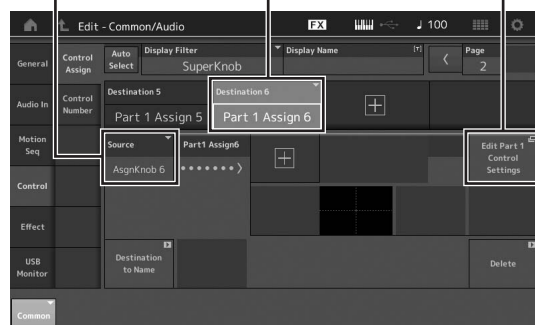 Edit - Common/Audio FX ♩ 100
General Control Assign Auto Select Display Filter SuperKnob Display Name [T] Page 2
Audio In Control Number Destination 5 Part 1 Assign 5 Destination 6 Part 1 Assign 6 +
Motion Seq Source AsgnKnob 6 Part1 Assign6 + Edit Part 1 Control Settings
Control
Effect
USB Monitor Destination to Name Delete
Common